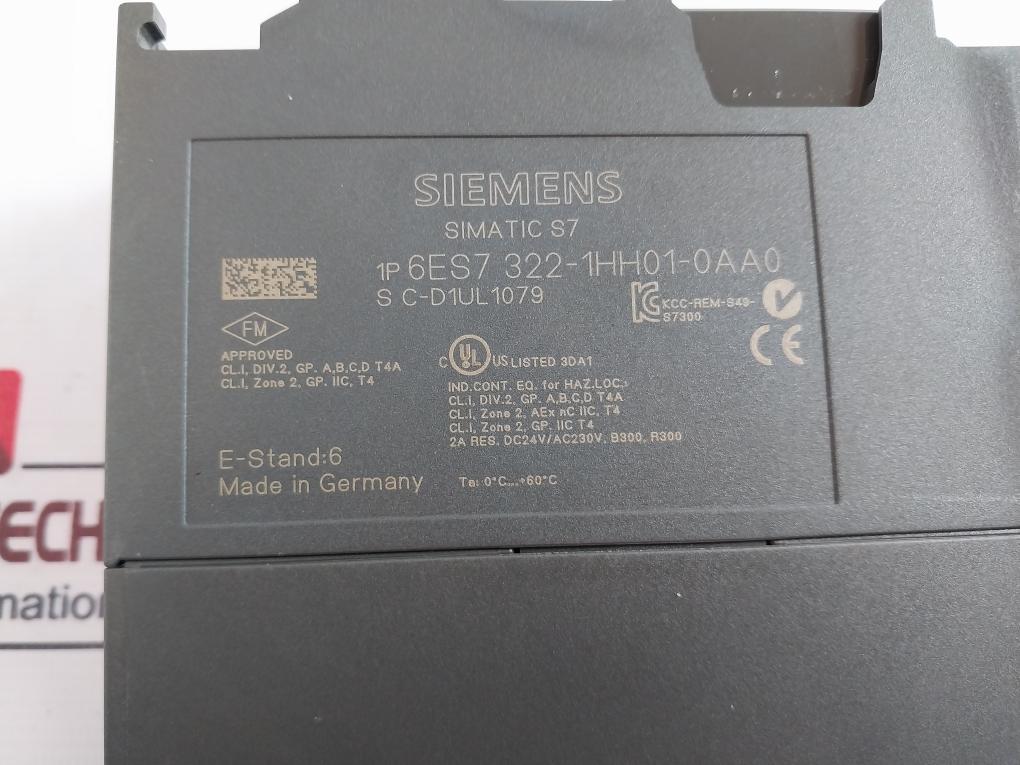 SIEMENS
SIMATIC S7
1P 6ES7 322-1HH01-0AA0
S C-D1UL1079
KCC-REM-S49-
S7300
FM
APPROVED
CL.I, DIV.2, GP. A,B,C,D T4A
CL.I, Zone 2, GP. IIC, T4
C UL US LISTED 3DA1
IND.CONT. EQ. for HAZ.LOC.:
CL.I, DIV.2, GP. A,B,C,D T4A
CL.I, Zone 2, AEx nC IIC, T4
CL.I, Zone 2, GP. IIC T4
2A RES, DC24V/AC230V, B300, R300
CE
E-Stand:6
Made in Germany
Ta: 0°C...+60°C
ECH
mation